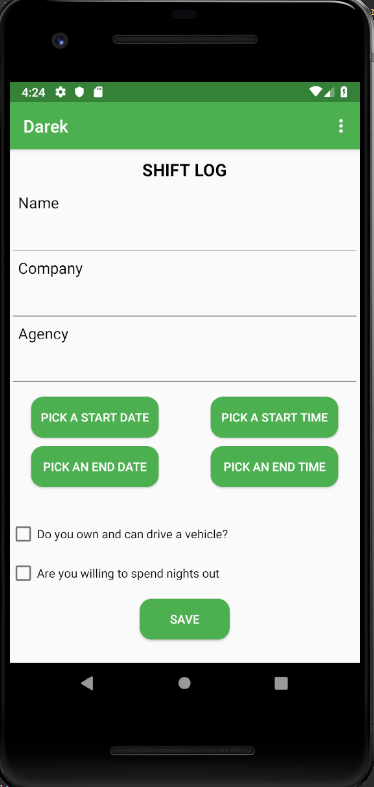 4:24
Darek
SHIFT LOG
Name
Company
Agency
PICK A START DATE PICK A START TIME
PICK AN END DATE PICK AN END TIME
Do you own and can drive a vehicle?
Are you willing to spend nights out
SAVE